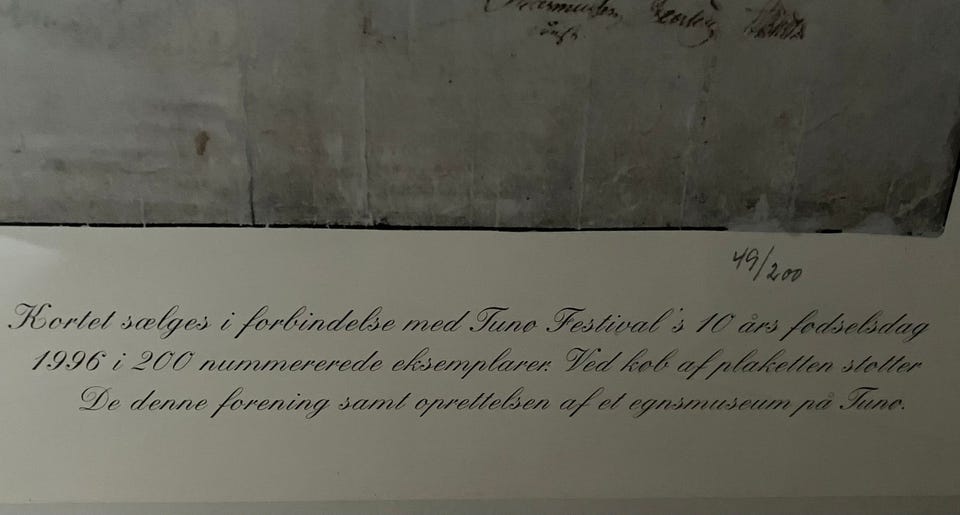 49/200
Kortet sælges i forbindelse med Tunø Festival's 10 års fødselsdag
1996 i 200 nummererede eksemplarer. Ved køb af plaketten støtter
De denne forening samt oprettelsen af et egnsmuseum på Tunø.